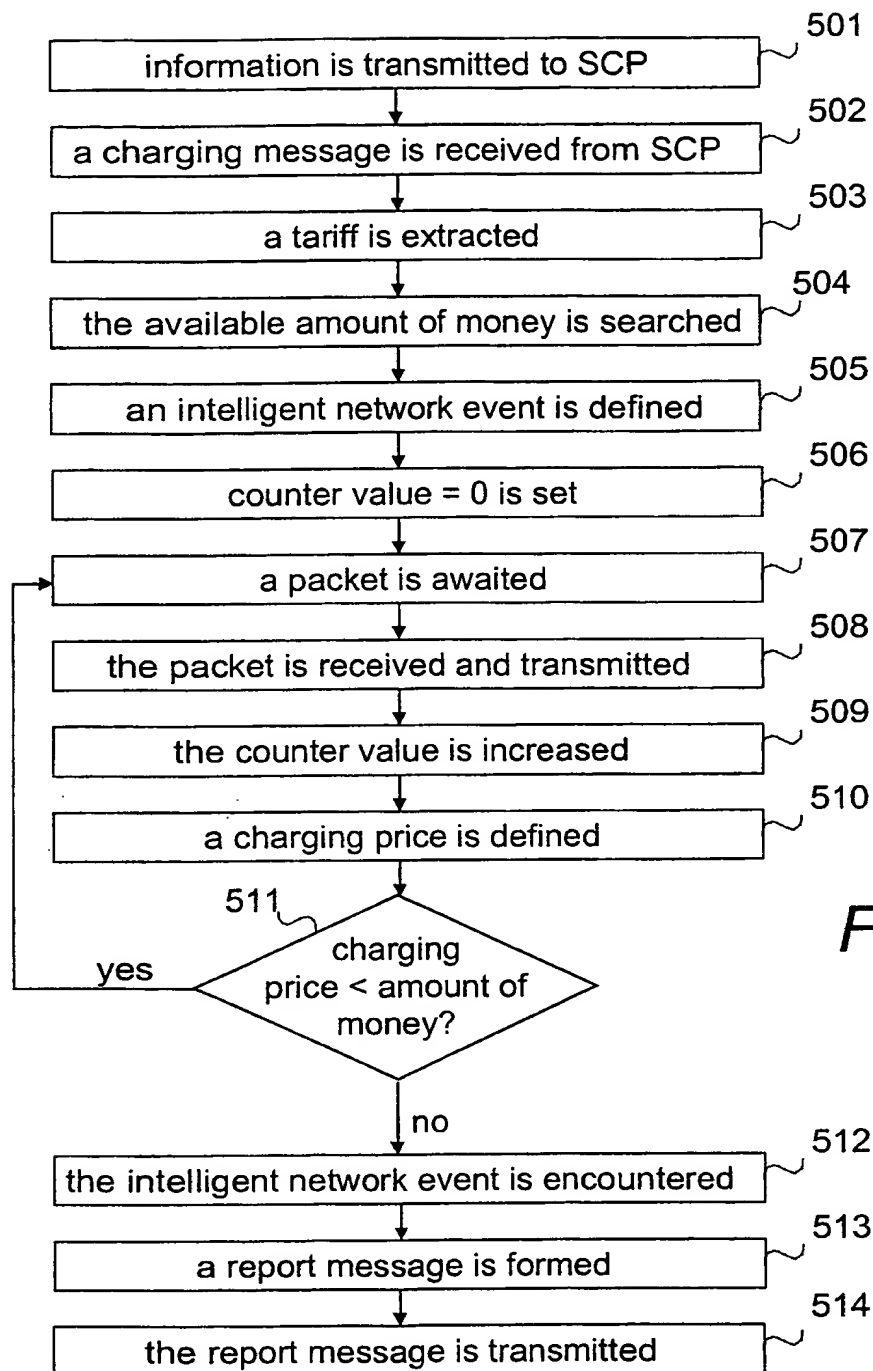 501
information is transmitted to SCP
502
a charging message is received from SCP
503
a tariff is extracted
504
the available amount of money is searched
505
an intelligent network event is defined
506
counter value = 0 is set
507
a packet is awaited
508
the packet is received and transmitted
509
the counter value is increased
510
a charging price is defined
511
charging
price < amount of
money?
yes
F
no
512
the intelligent network event is encountered
513
a report message is formed
514
the report message is transmitted